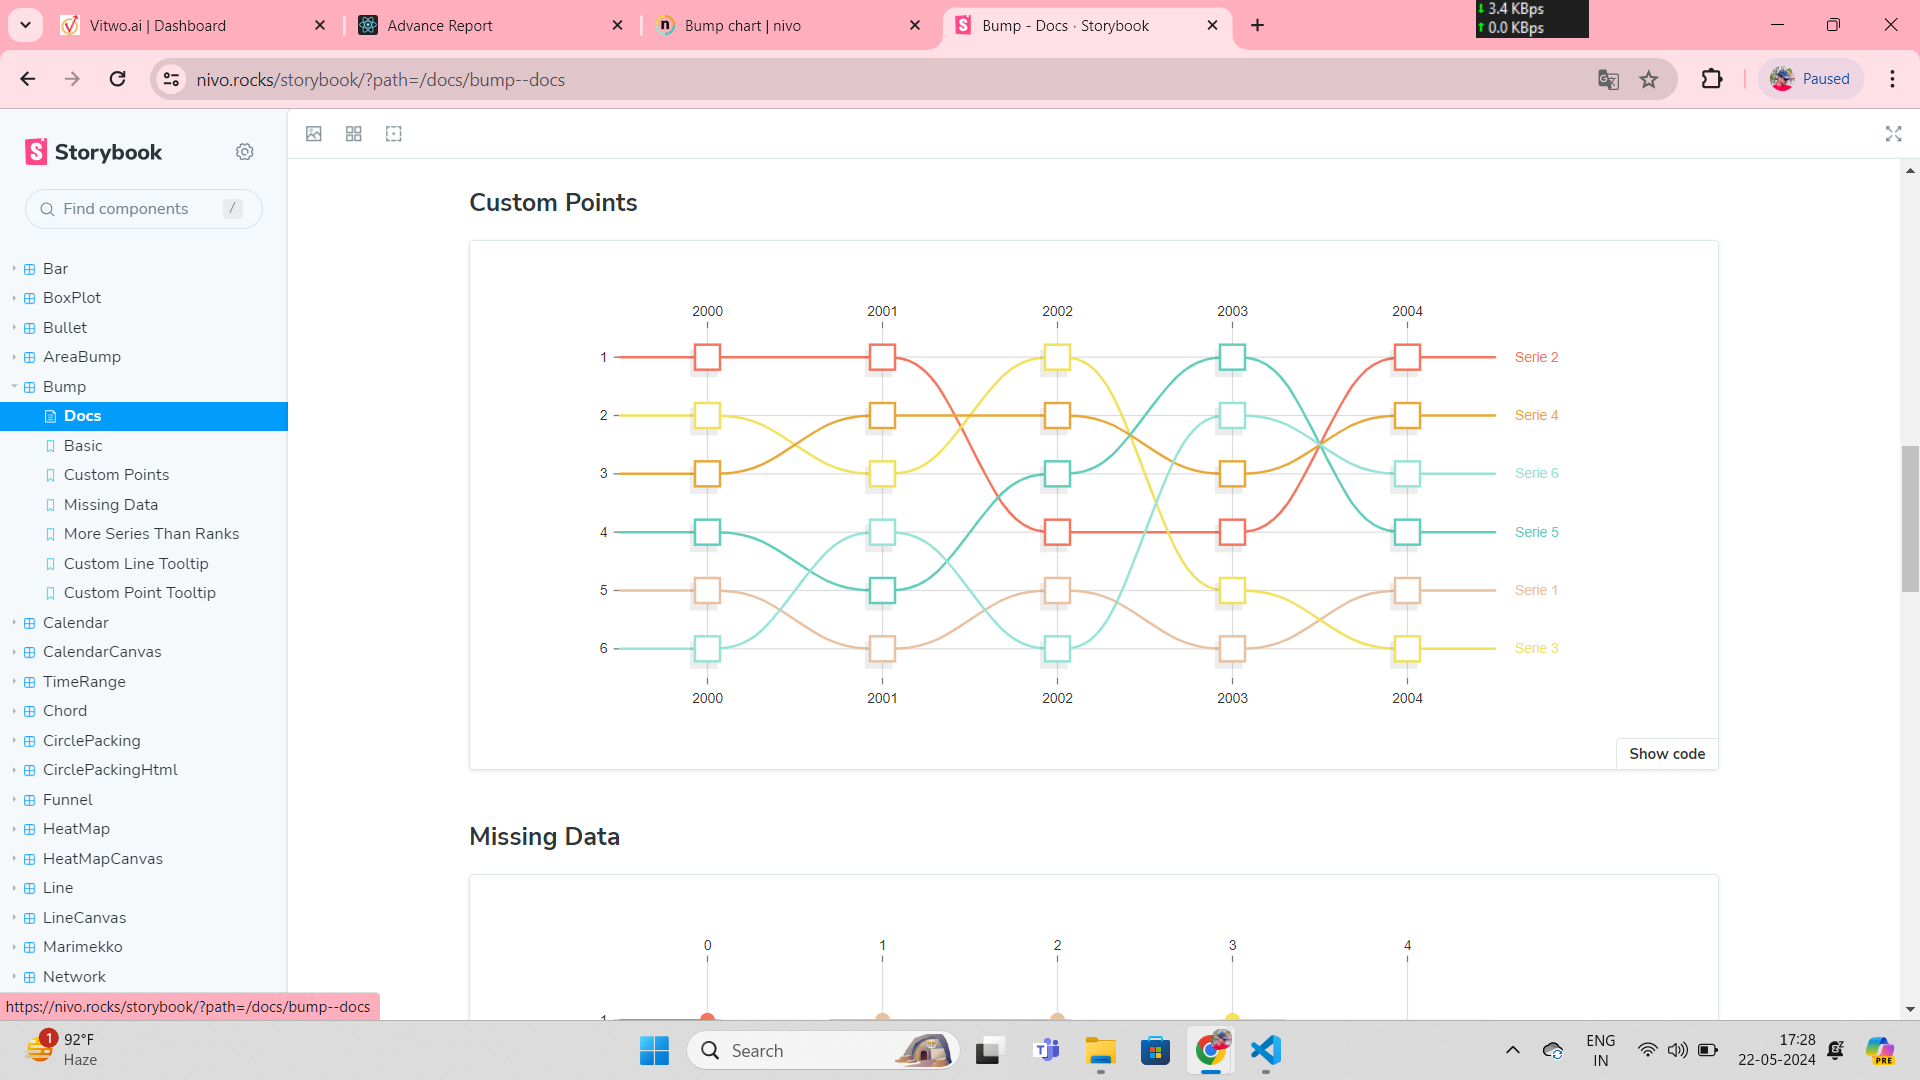 Vitwo.ai | Dashboard
Advance Report
Bump chart | nivo
Bump - Docs · Storybook
3.4 KBps
0.0 KBps
nivo.rocks/storybook/?path=/docs/bump--docs
Paused
Storybook
Find components /
Bar
BoxPlot
Bullet
AreaBump
Bump
Docs
Basic
Custom Points
Missing Data
More Series Than Ranks
Custom Line Tooltip
Custom Point Tooltip
Calendar
CalendarCanvas
TimeRange
Chord
CirclePacking
CirclePackingHtml
Funnel
HeatMap
HeatMapCanvas
Line
LineCanvas
Marimekko
Network
https://nivo.rocks/storybook/?path=/docs/bump--docs
Custom Points
2000 2001 2002 2003 2004
1 Serie 2
2 Serie 4
3 Serie 6
4 Serie 5
5 Serie 1
6 Serie 3
2000 2001 2002 2003 2004
Show code
Missing Data
0 1 2 3 4
1
1
92°F
Haze
Search
PRE
ENG
IN
17:28
22-05-2024